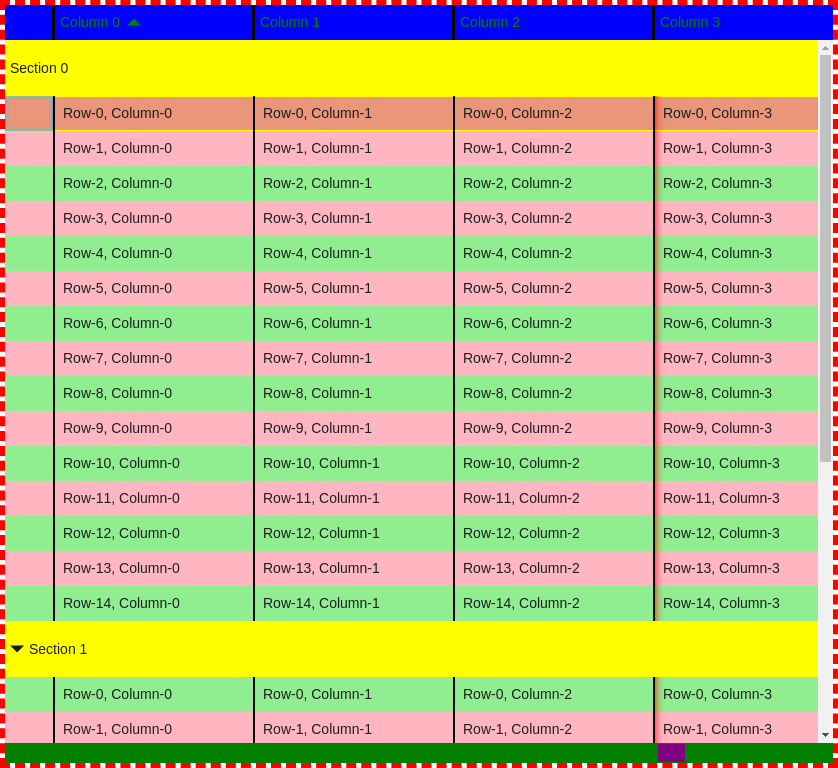 Column 0 Column 1 Column 2 Column 3
Section 0
Row-0, Column-0 Row-0, Column-1 Row-0, Column-2 Row-0, Column-3
Row-1, Column-0 Row-1, Column-1 Row-1, Column-2 Row-1, Column-3
Row-2, Column-0 Row-2, Column-1 Row-2, Column-2 Row-2, Column-3
Row-3, Column-0 Row-3, Column-1 Row-3, Column-2 Row-3, Column-3
Row-4, Column-0 Row-4, Column-1 Row-4, Column-2 Row-4, Column-3
Row-5, Column-0 Row-5, Column-1 Row-5, Column-2 Row-5, Column-3
Row-6, Column-0 Row-6, Column-1 Row-6, Column-2 Row-6, Column-3
Row-7, Column-0 Row-7, Column-1 Row-7, Column-2 Row-7, Column-3
Row-8, Column-0 Row-8, Column-1 Row-8, Column-2 Row-8, Column-3
Row-9, Column-0 Row-9, Column-1 Row-9, Column-2 Row-9, Column-3
Row-10, Column-0 Row-10, Column-1 Row-10, Column-2 Row-10, Column-3
Row-11, Column-0 Row-11, Column-1 Row-11, Column-2 Row-11, Column-3
Row-12, Column-0 Row-12, Column-1 Row-12, Column-2 Row-12, Column-3
Row-13, Column-0 Row-13, Column-1 Row-13, Column-2 Row-13, Column-3
Row-14, Column-0 Row-14, Column-1 Row-14, Column-2 Row-14, Column-3
Section 1
Row-0, Column-0 Row-0, Column-1 Row-0, Column-2 Row-0, Column-3
Row-1, Column-0 Row-1, Column-1 Row-1, Column-2 Row-1, Column-3